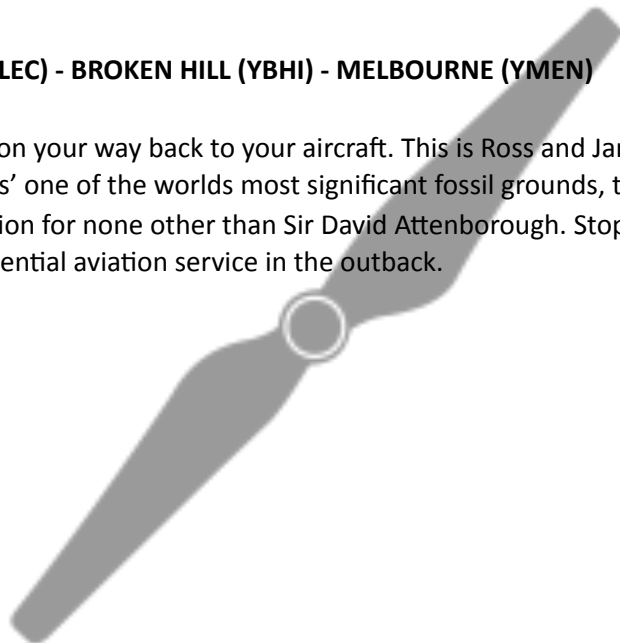 LEC) - BROKEN HILL (YBHI) - MELBOURNE (YMEN)
on your way back to your aircraft. This is Ross and Jar
s’ one of the worlds most significant fossil grounds, t
ion for none other than Sir David Attenborough. Stop
ential aviation service in the outback.